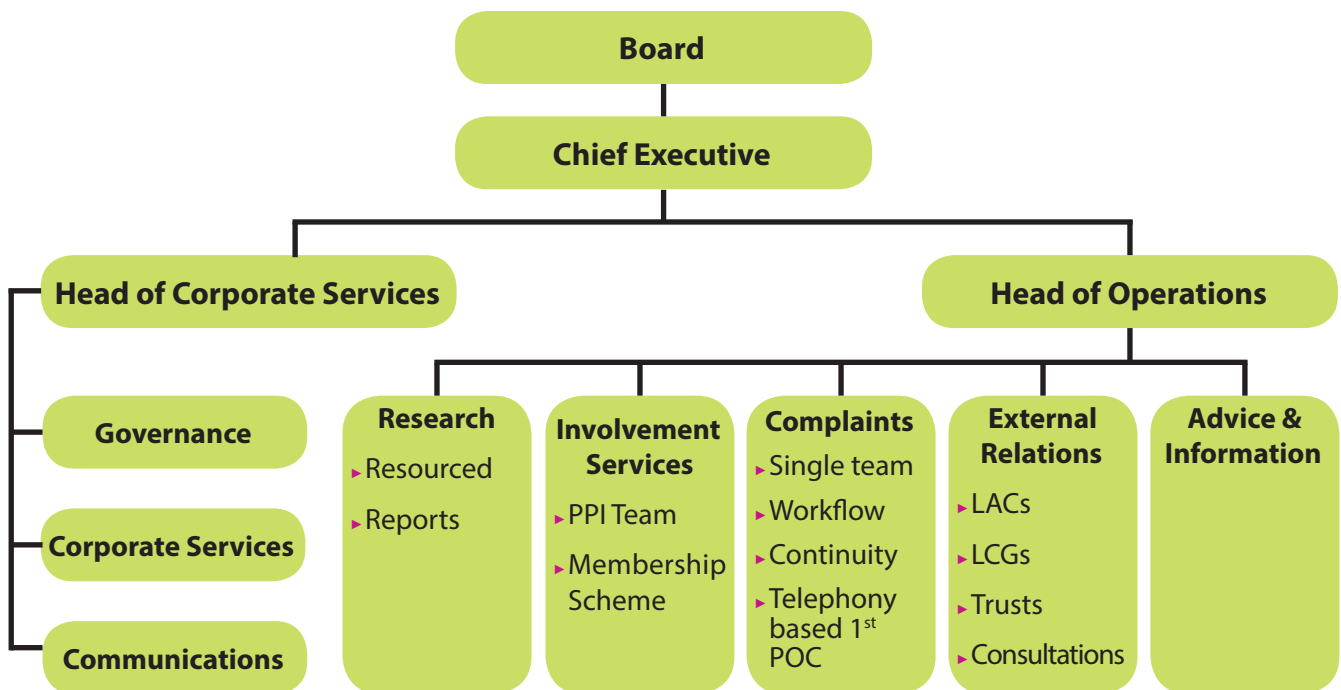 Board
Chief Executive
Head of Corporate Services
Head of Operations
Governance
Corporate Services
Communications
Research
▸Resourced
▸Reports
Involvement
Services
▸PPI Team
▸Membership
Scheme
Complaints
▸Single team
▸Workflow
▸Continuity
▸Telephony
based 1st
POC
External
Relations
▸LACs
▸LCGs
▸Trusts
▸Consultations
Advice &
Information